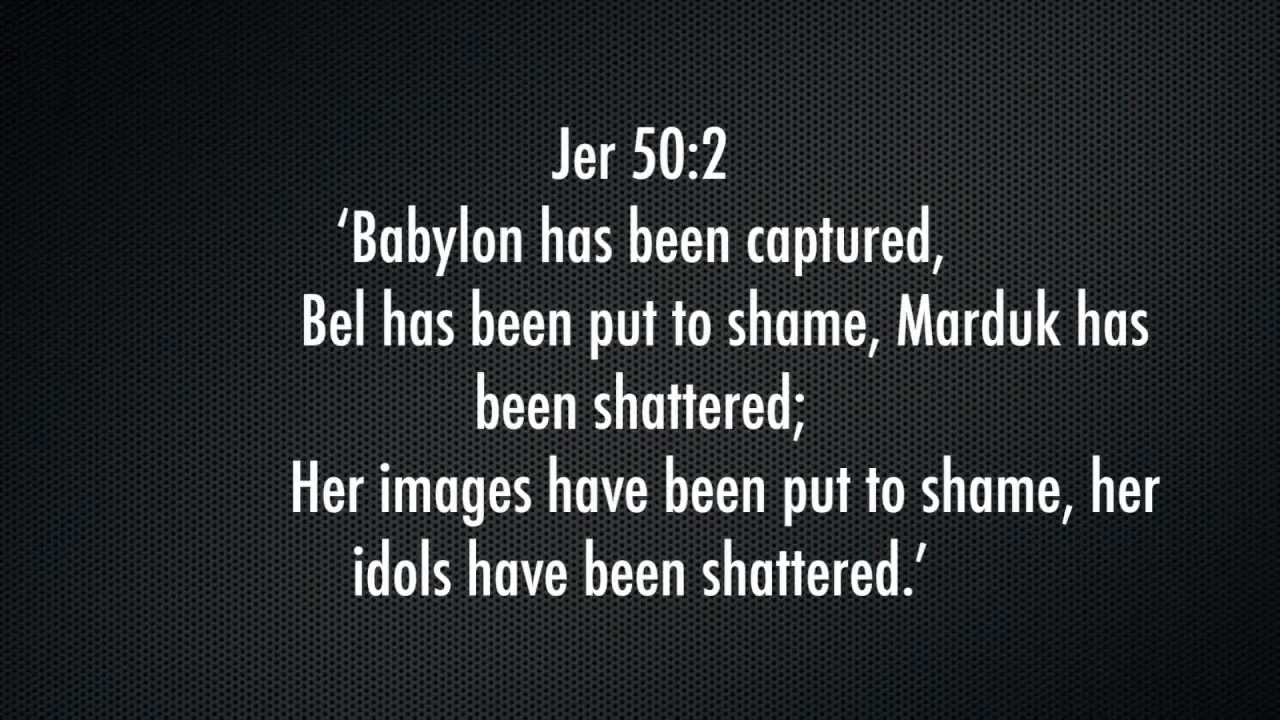 Jer 50:2
‘Babylon has been captured,
Bel has been put to shame, Marduk has
been shattered;
Her images have been put to shame, her
idols have been shattered.’